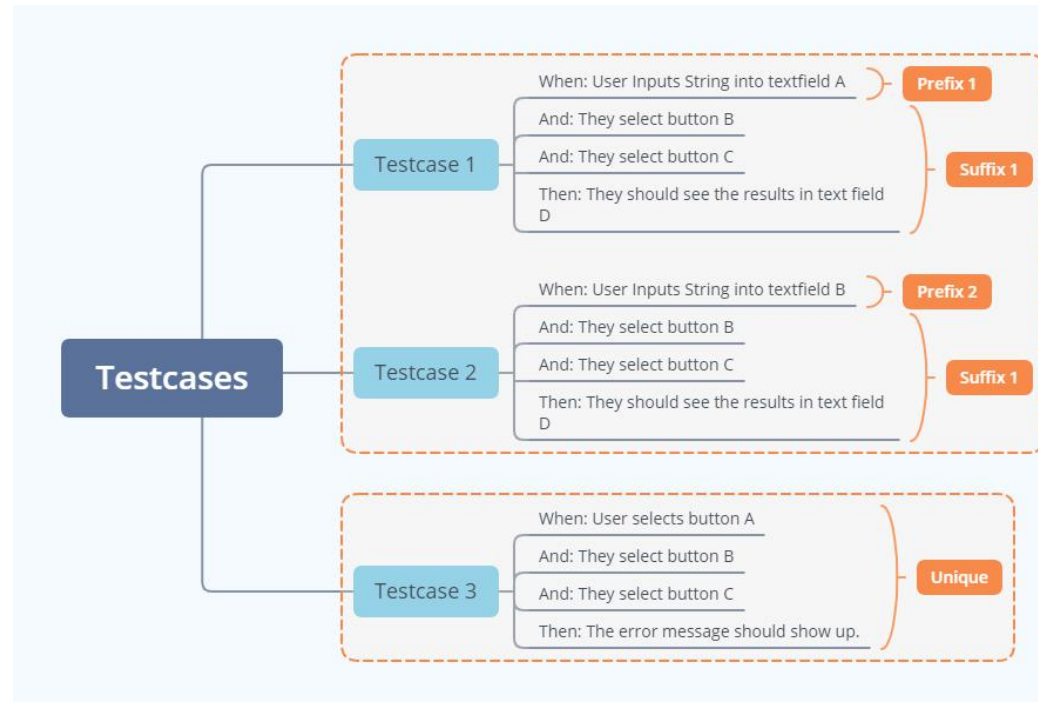 When: User Inputs String into textfield A
Prefix 1
And: They select button B
Testcase 1
And: They select button C
Suffix 1
Then: They should see the results in text field
D
When: User Inputs String into textfield B
Prefix 2
And: They select button B
Testcases
Testcase 2
And: They select button C
Suffix 1
Then: They should see the results in text field
D
When: User selects button A
And: They select button B
Unique
Testcase 3
And: They select button C
Then: The error message should show up.